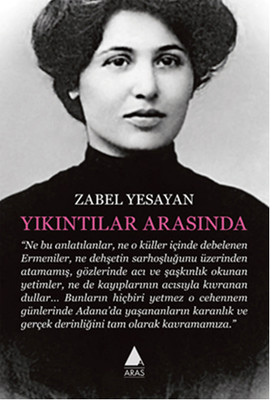 ZABEL YESAYAN
YIKINTILAR ARASINDA
“Ne bu anlatılanlar, ne o küller içinde debelenen
Ermeniler, ne dehşetin sarhoşluğunu üzerinden
atamamış, gözlerinde acı ve şaşkınlık okunan
yetimler, ne de kayıplarının acısıyla kıvranan
dullar... Bunların hiçbiri yetmez o cehennem
günlerinde Adana’da yaşananların karanlık ve
gerçek derinliğini tam olarak kavramamıza.”
ARAS